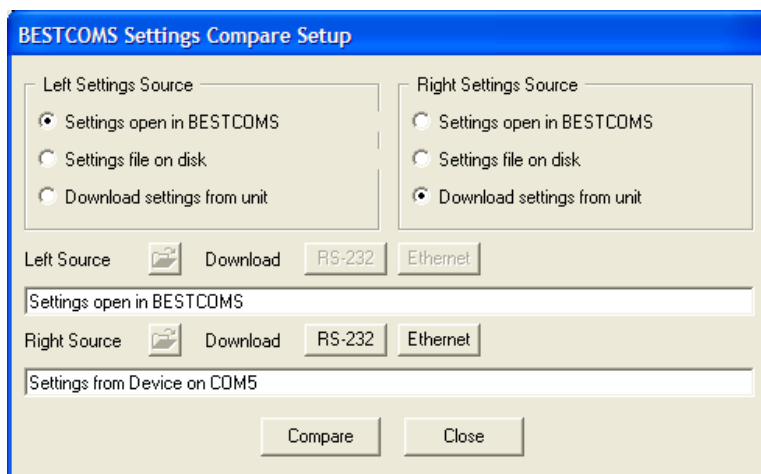 BESTCOMS Settings Compare Setup
Left Settings Source
Settings open in BESTCOMS
Settings file on disk
Download settings from unit
Right Settings Source
Settings open in BESTCOMS
Settings file on disk
Download settings from unit
Left Source Download RS-232 Ethernet
Settings open in BESTCOMS
Right Source Download RS-232 Ethernet
Settings from Device on COM5
Compare Close